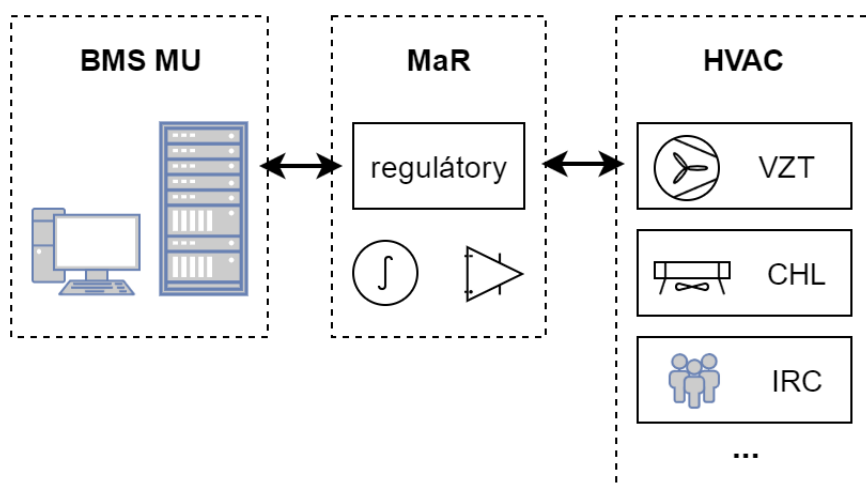 BMS MU
MaR
HVAC
regulátory
VZT
CHL
IRC
...